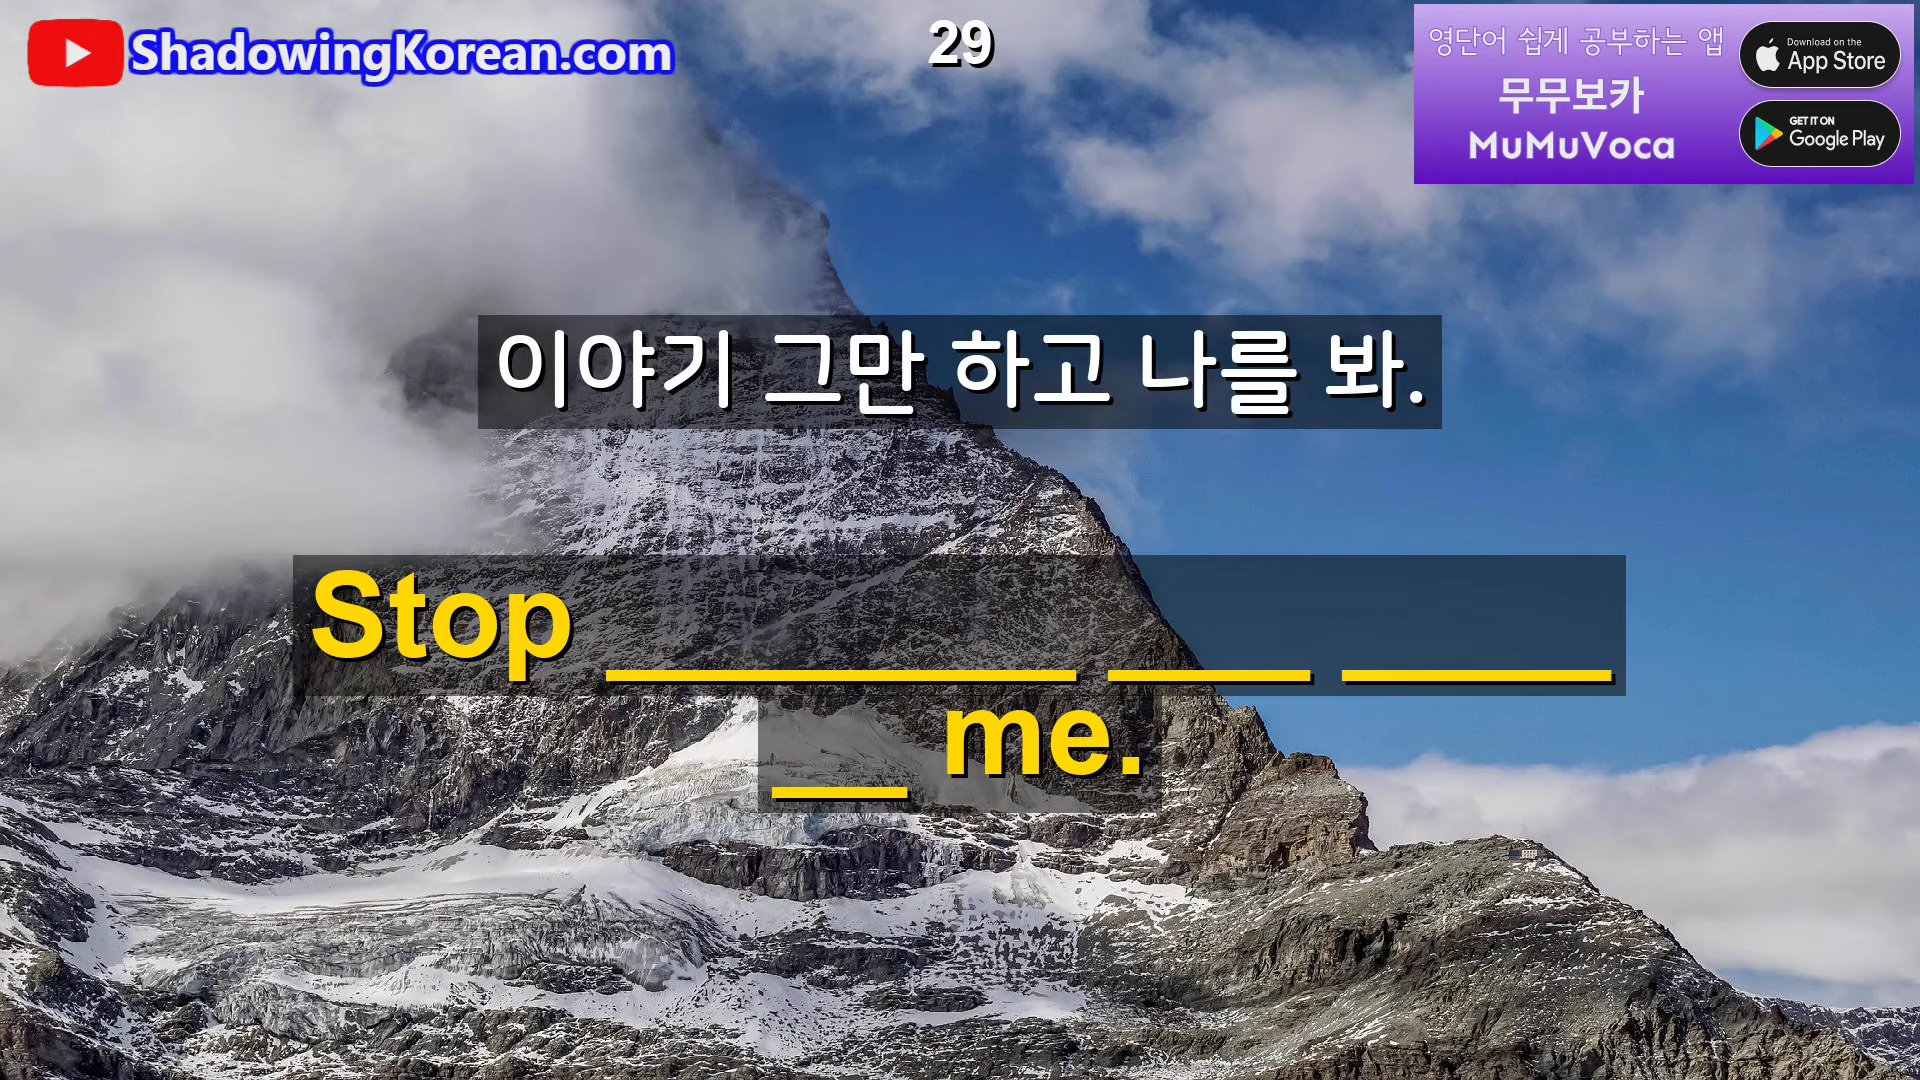 ShadowingKorean.com
29
영단어 쉽게 공부하는 앱
무무보카
MuMuVoca
Download on the
App Store
GET IT ON
Google Play
이야기 그만 하고 나를 봐.
Stop _______ ___ ____
__ me.